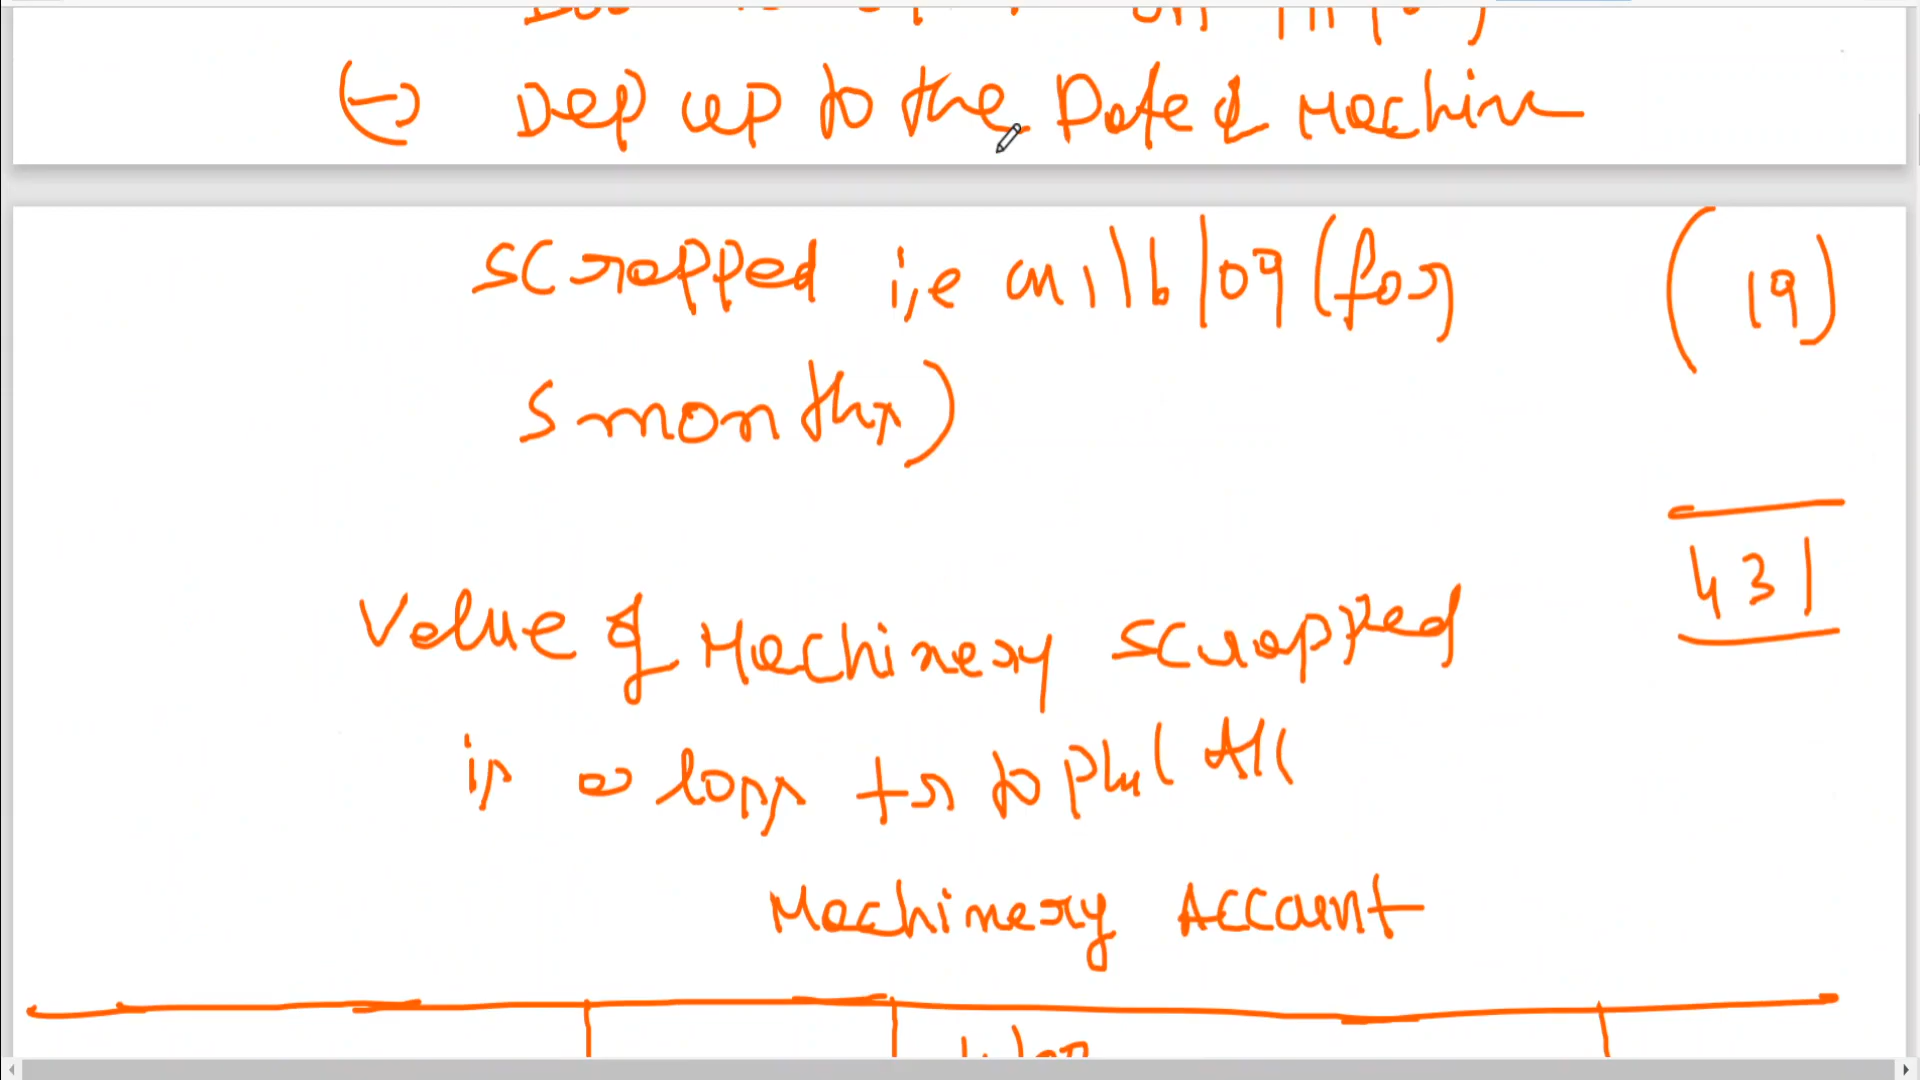 (-) Dep up to the Date of Machine
scrapped i,e on 1/6/09 (for (19)
5 months)
431
Value of Machinery scrapped
is a loss tr to P&L A/c
Machinery Account